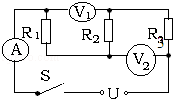 V₁
A R₁ R₂ R₃
V₂
S U